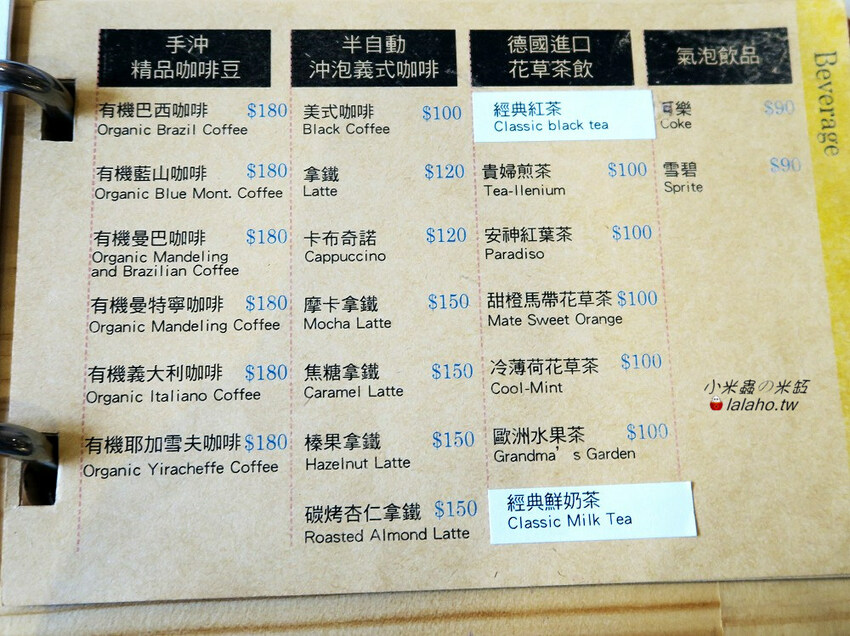 手沖
精品咖啡豆
有機巴西咖啡 $180
Organic Brazil Coffee
有機藍山咖啡 $180
Organic Blue Mont. Coffee
有機曼巴咖啡 $180
Organic Mandeling
and Brazilian Coffee
有機曼特寧咖啡 $180
Organic Mandeling Coffee
有機義大利咖啡 $180
Organic Italiano Coffee
有機耶加雪夫咖啡 $180
Organic Yiracheffe Coffee
半自動
沖泡義式咖啡
美式咖啡 $100
Black Coffee
拿鐵 $120
Latte
卡布奇諾 $120
Cappuccino
摩卡拿鐵 $150
Mocha Latte
焦糖拿鐵 $150
Caramel Latte
榛果拿鐵 $150
Hazelnut Latte
碳烤杏仁拿鐵 $150
Roasted Almond Latte
德國進口
花草茶飲
經典紅茶
Classic black tea
貴婦煎茶 $100
Tea-llenium
安神紅葉茶 $100
Paradiso
甜橙馬帶花草茶 $100
Mate Sweet Orange
冷薄荷花草茶 $100
Cool-Mint
歐洲水果茶 $100
Grandma's Garden
經典鮮奶茶
Classic Milk Tea
氣泡飲品
可樂 $90
Coke
雪碧 $90
Sprite
Beverage
小米蟲の米缸
lalaho.tw